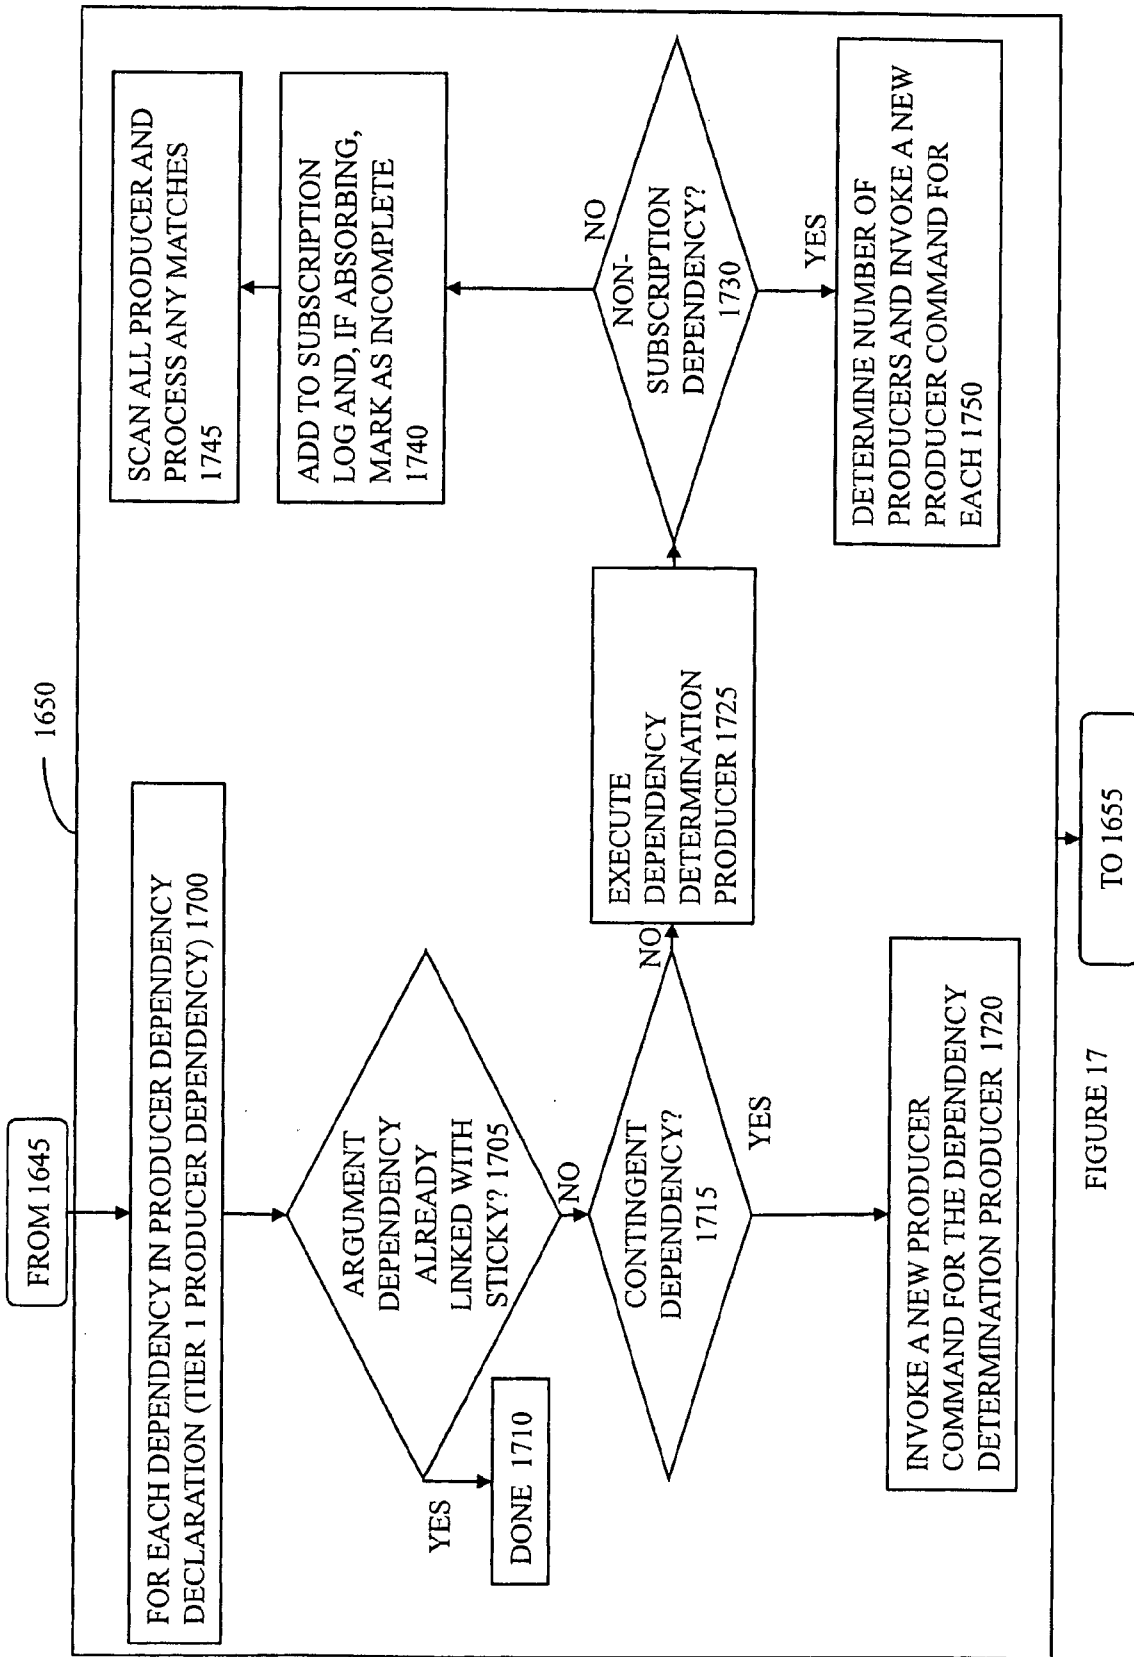 FROM 1645
1650
FOR EACH DEPENDENCY IN PRODUCER DEPENDENCY
DECLARATION (TIER 1 PRODUCER DEPENDENCY) 1700
ARGUMENT
DEPENDENCY
ALREADY
LINKED WITH
STICKY? 1705
YES
DONE 1710
NO
CONTINGENT
DEPENDENCY?
1715
YES
INVOKE A NEW PRODUCER
COMMAND FOR THE DEPENDENCY
DETERMINATION PRODUCER 1720
NO
EXECUTE
DEPENDENCY
DETERMINATION
PRODUCER 1725
NON-
SUBSCRIPTION
DEPENDENCY?
1730
NO
ADD TO SUBSCRIPTION
LOG AND, IF ABSORBING,
MARK AS INCOMPLETE
1740
SCAN ALL PRODUCER AND
PROCESS ANY MATCHES
1745
YES
DETERMINE NUMBER OF
PRODUCERS AND INVOKE A NEW
PRODUCER COMMAND FOR
EACH 1750
TO 1655
FIGURE 17